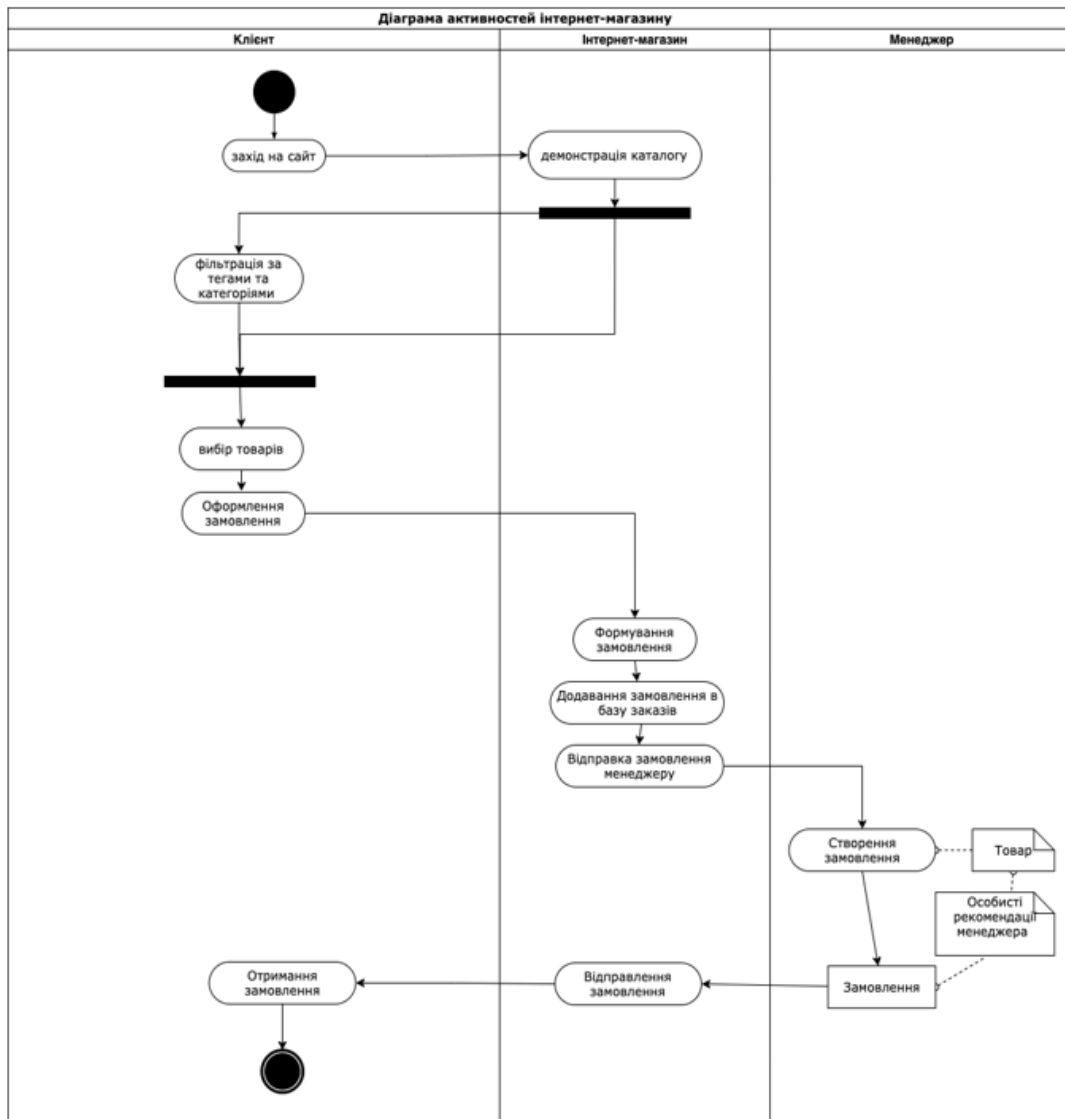 Діаграма активностей інтернет-магазину
Клієнт
Інтернет-магазин
Менеджер
захід на сайт
демонстрація каталогу
фільтрація за
тегами та
категоріями
вибір товарів
Оформлення
замовлення
Формування
замовлення
Додавання замовлення в
базу заказів
Відправка замовлення
менеджеру
Створення
замовлення
Товар
Особисті
рекомендації
менеджера
Замовлення
Відправлення
замовлення
Отримання
замовлення